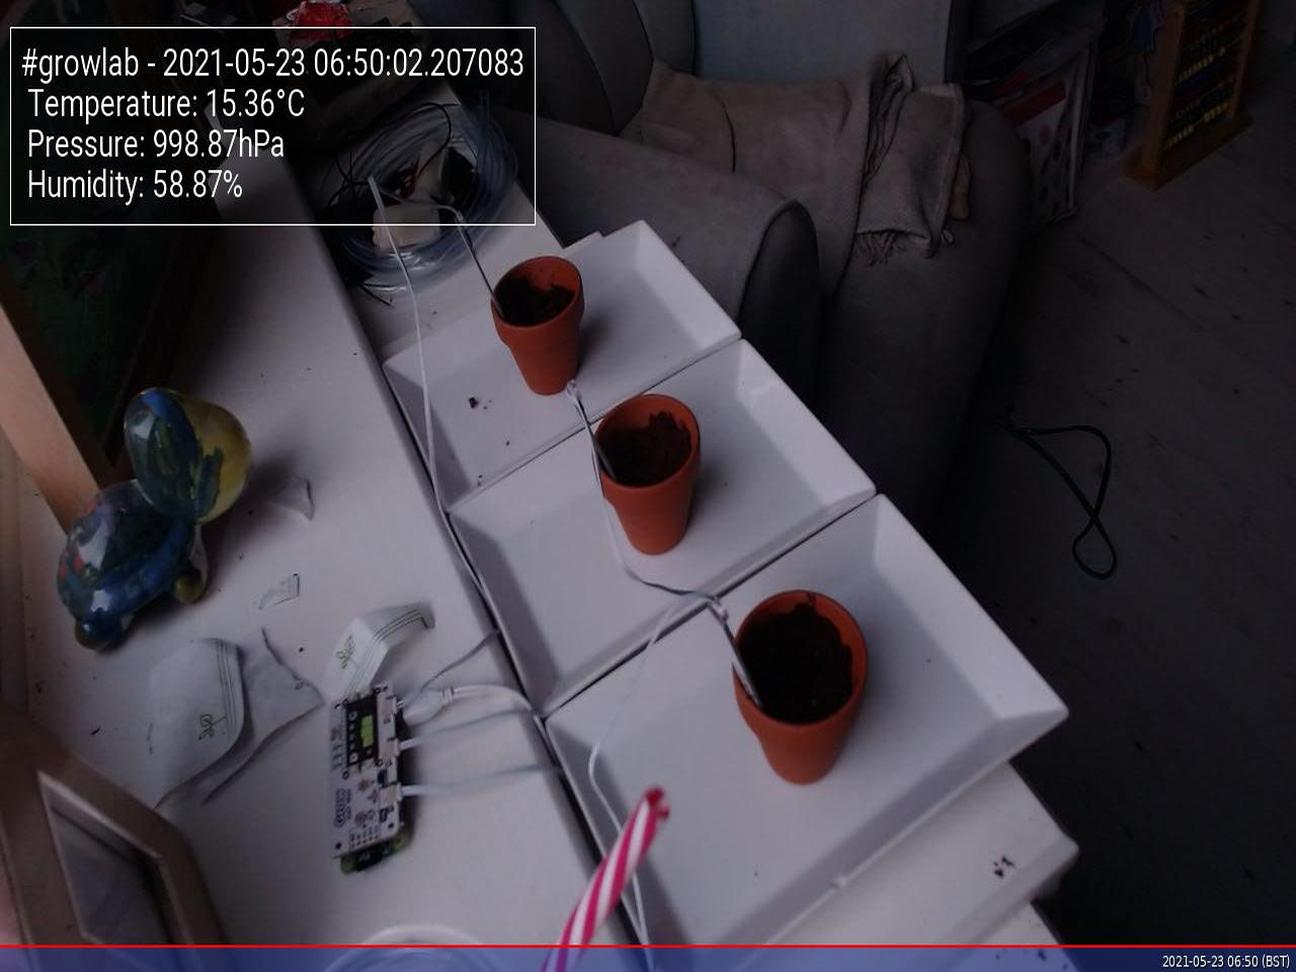 #growlab - 2021-05-23 06:50:02.207083
Temperature: 15.36°C
Pressure: 998.87hPa
Humidity: 58.87%
2021-05-23 06:50 (BST)